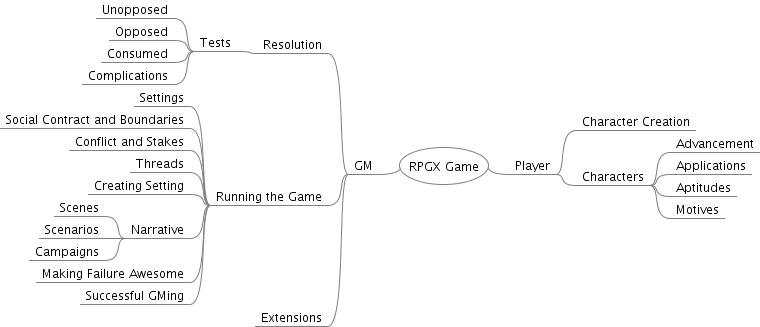 Unopposed
Opposed
Consumed
Complications
Tests
Resolution
Settings
Social Contract and Boundaries
Conflict and Stakes
Threads
Creating Setting
Scenes
Scenarios
Campaigns
Narrative
Making Failure Awesome
Successful GMing
Running the Game
Extensions
GM
RPGX Game
Player
Character Creation
Characters
Advancement
Applications
Aptitudes
Motives